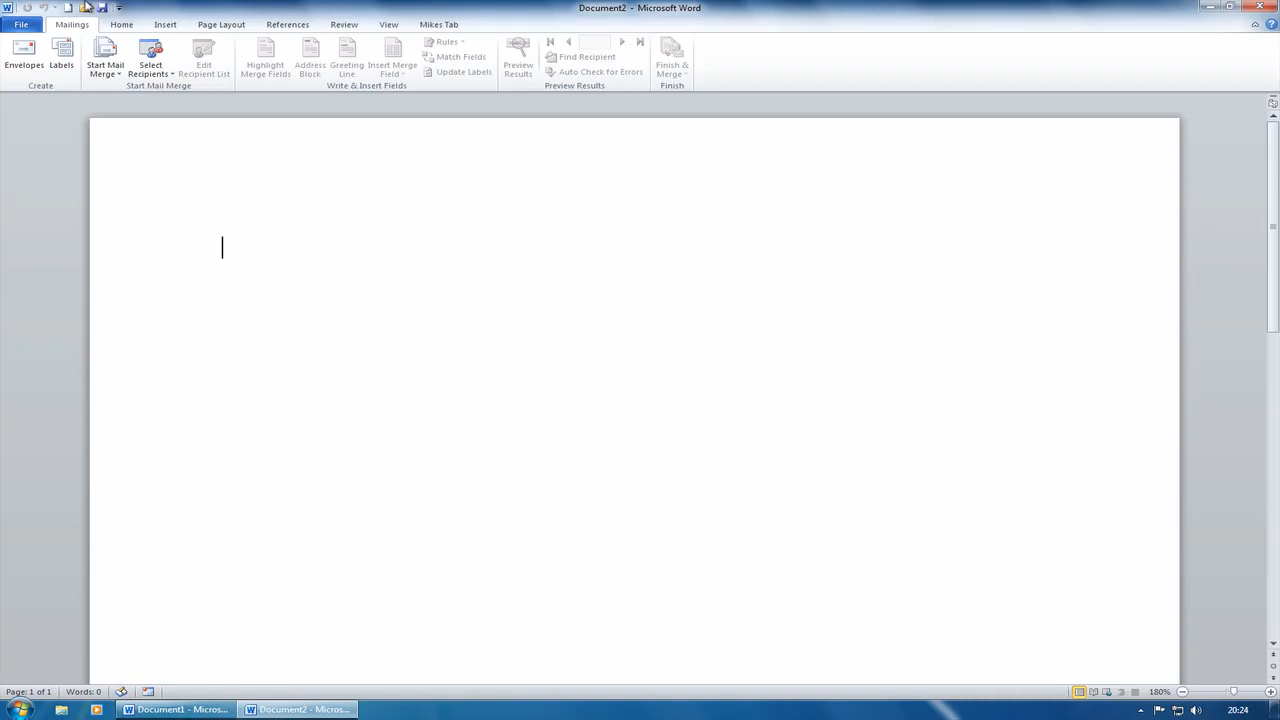 Document2 - Microsoft Word
File Mailings Home Insert Page Layout References Review View Mikes Tab
Envelopes Labels
Create
Start Mail Merge Select Recipients Edit Recipient List
Start Mail Merge
Highlight Merge Fields Address Block Greeting Line Insert Merge Field
Rules
Match Fields
Update Labels
Write & Insert Fields
Preview Results
Find Recipient
Auto Check for Errors
Preview Results
Finish & Merge
Finish
Page: 1 of 1 Words: 0 180%
Document1 - Micros... Document2 - Micros... 20:24